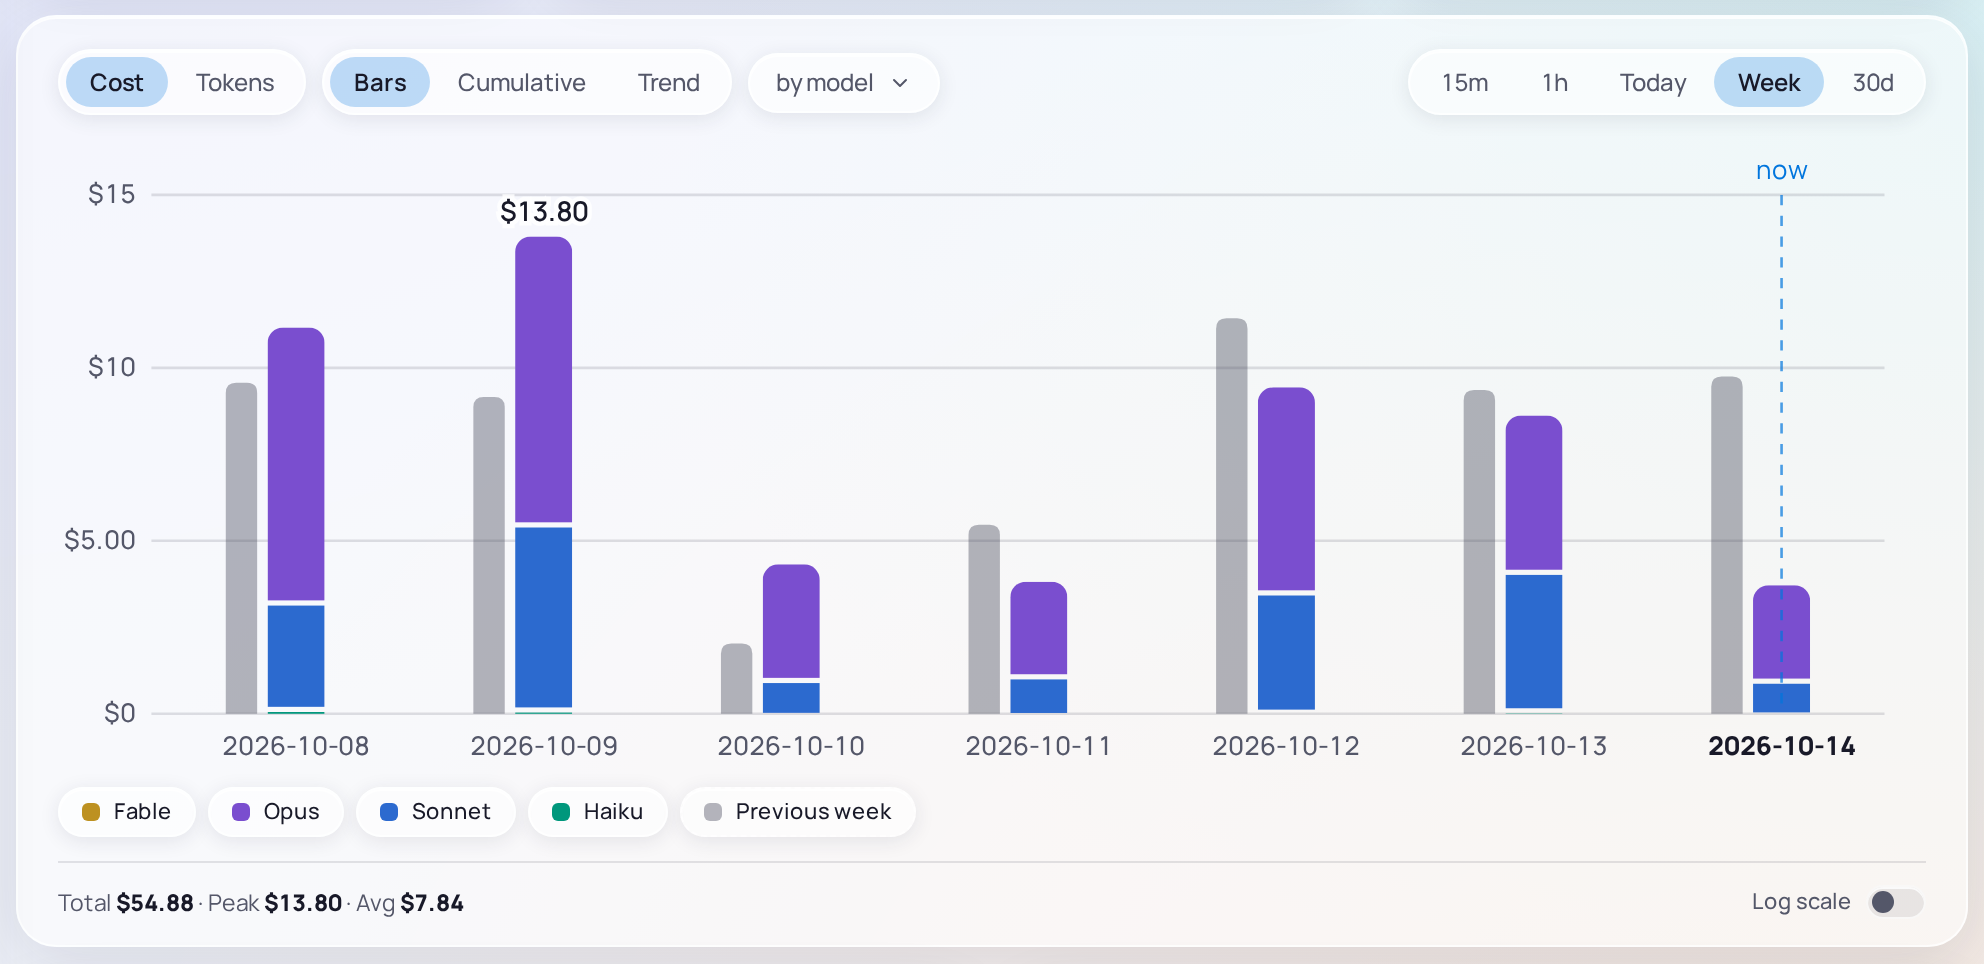 Cost Tokens Bars Cumulative Trend by model 15m 1h Today Week 30d
now
$15
$13.80
$10
$5.00
$0
2026-10-08 2026-10-09 2026-10-10 2026-10-11 2026-10-12 2026-10-13 2026-10-14
Fable Opus Sonnet Haiku Previous week
Total $54.88 · Peak $13.80 · Avg $7.84 Log scale